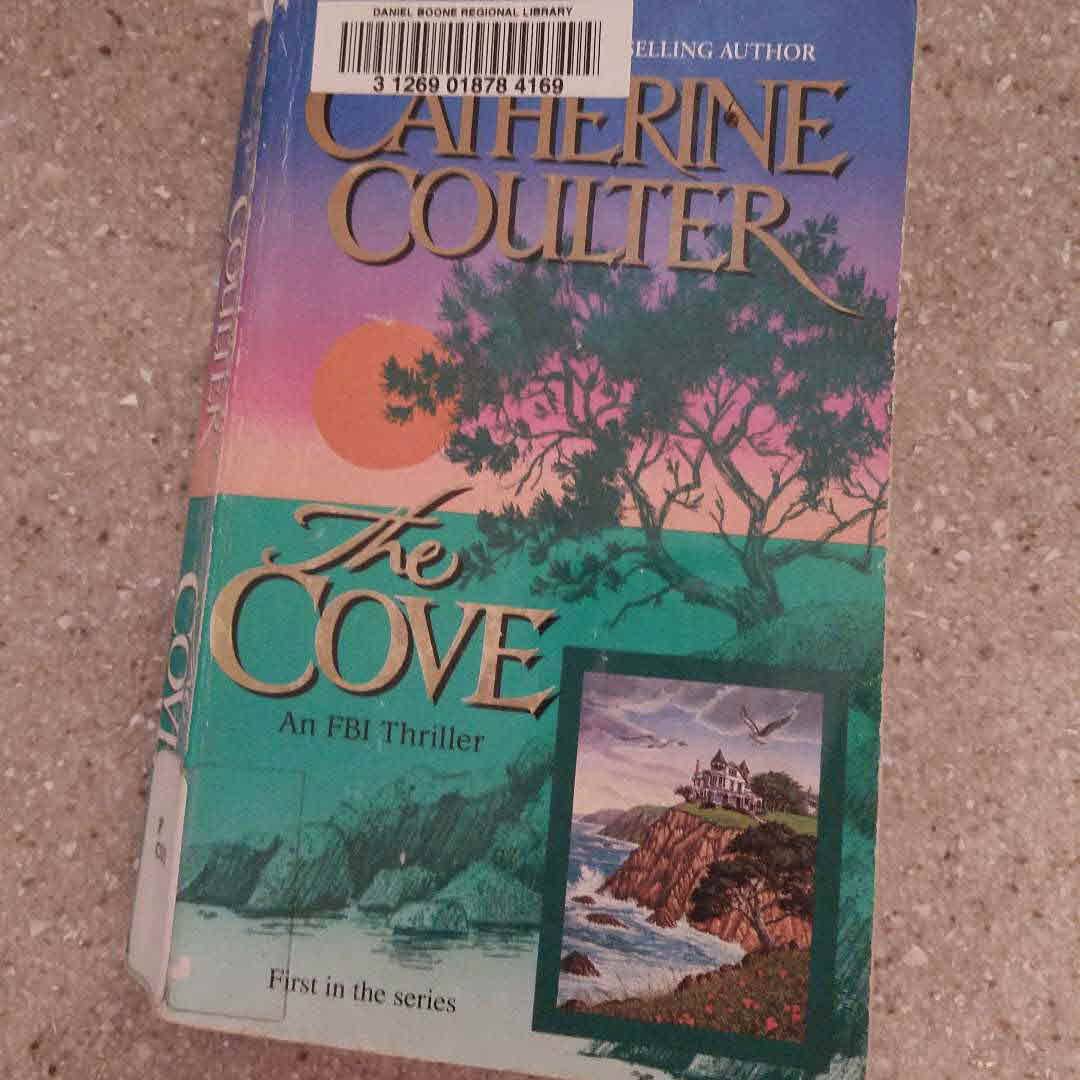 DANIEL BOONE REGIONAL LIBRARY
3 1269 01878 4169
SELLING AUTHOR
CATHERINE
COULTER
The
COVE
An FBI Thriller
First in the series
COULTER
COVE